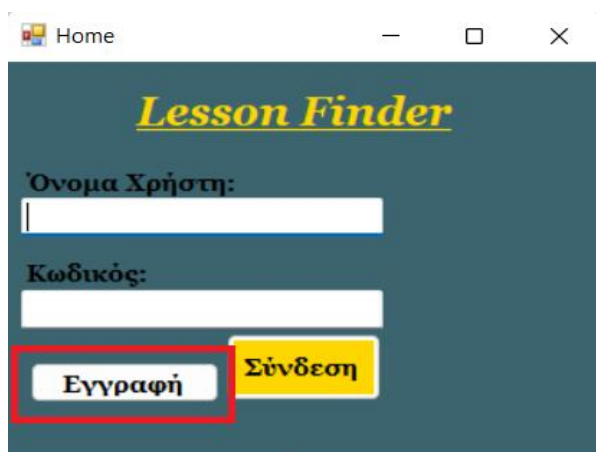 Home
Lesson Finder
Όνομα Χρήστη:
Κωδικός:
Εγγραφή
Σύνδεση